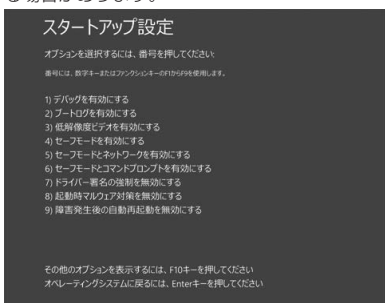 スタートアップ設定
オプションを選択するには、番号を押してください:
番号には、数字キーまたはファンクションキーのF1からF9を使用します。
1) デバッグを有効にする
2) ブートログを有効にする
3) 低解像度ビデオを有効にする
4) セーフモードを有効にする
5) セーフモードとネットワークを有効にする
6) セーフモードとコマンドプロンプトを有効にする
7) ドライバー署名の強制を無効にする
8) 起動時マルウェア対策を無効にする
9) 障害発生後の自動再起動を無効にする
その他のオプションを表示するには、F10キーを押してください
オペレーティングシステムに戻るには、Enterキーを押してください